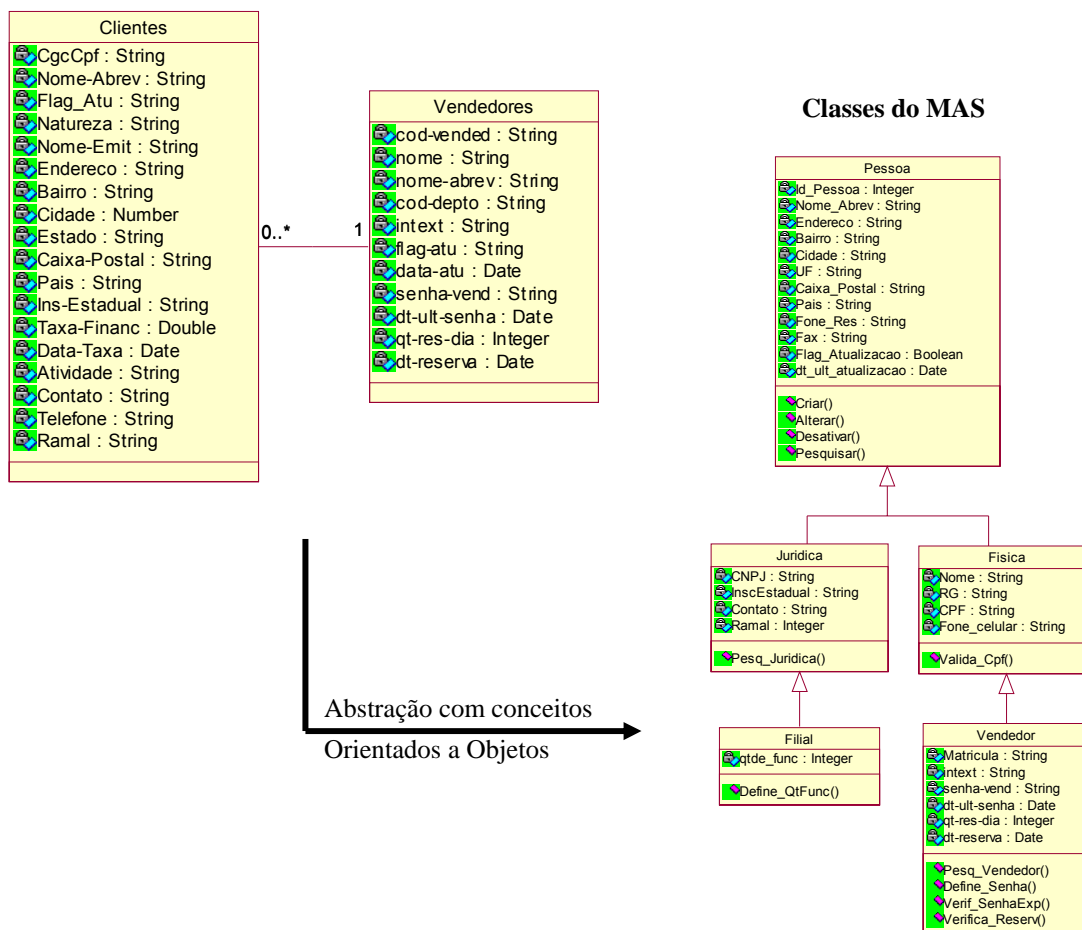 Clientes
CgcCpf : String
Nome-Abrev : String
Flag_Atu : String
Natureza : String
Nome-Emit : String
Endereco : String
Bairro : String
Cidade : Number
Estado : String
Caixa-Postal : String
Pais : String
Ins-Estadual : String
Taxa-Financ : Double
Data-Taxa : Date
Atividade : String
Contato : String
Telefone : String
Ramal : String
0..*
1
Vendedores
cod-vended : String
nome : String
nome-abrev : String
cod-depto : String
intext : String
flag-atu : String
data-atu : Date
senha-vend : String
dt-ult-senha : Date
qt-res-dia : Integer
dt-reserva : Date
Classes do MAS
Pessoa
Id_Pessoa : Integer
Nome_Abrev : String
Endereco : String
Bairro : String
Cidade : String
UF : String
Caixa_Postal : String
Pais : String
Fone_Res : String
Fax : String
Flag_Atualizacao : Boolean
dt_ult_atualizacao : Date
Criar()
Alterar()
Desativar()
Pesquisar()
Juridica
CNPJ : String
InscEstadual : String
Contato : String
Ramal : Integer
Pesq_Juridica()
Fisica
Nome : String
RG : String
CPF : String
Fone_celular : String
Valida_Cpf()
Filial
qtde_func : Integer
Define_QtFunc()
Vendedor
Matricula : String
intext : String
senha-vend : String
dt-ult-senha : Date
qt-res-dia : Integer
dt-reserva : Date
Pesq_Vendedor()
Define_Senha()
Verif_SenhaExp()
Verifica_Reserv()
Abstração com conceitos
Orientados a Objetos